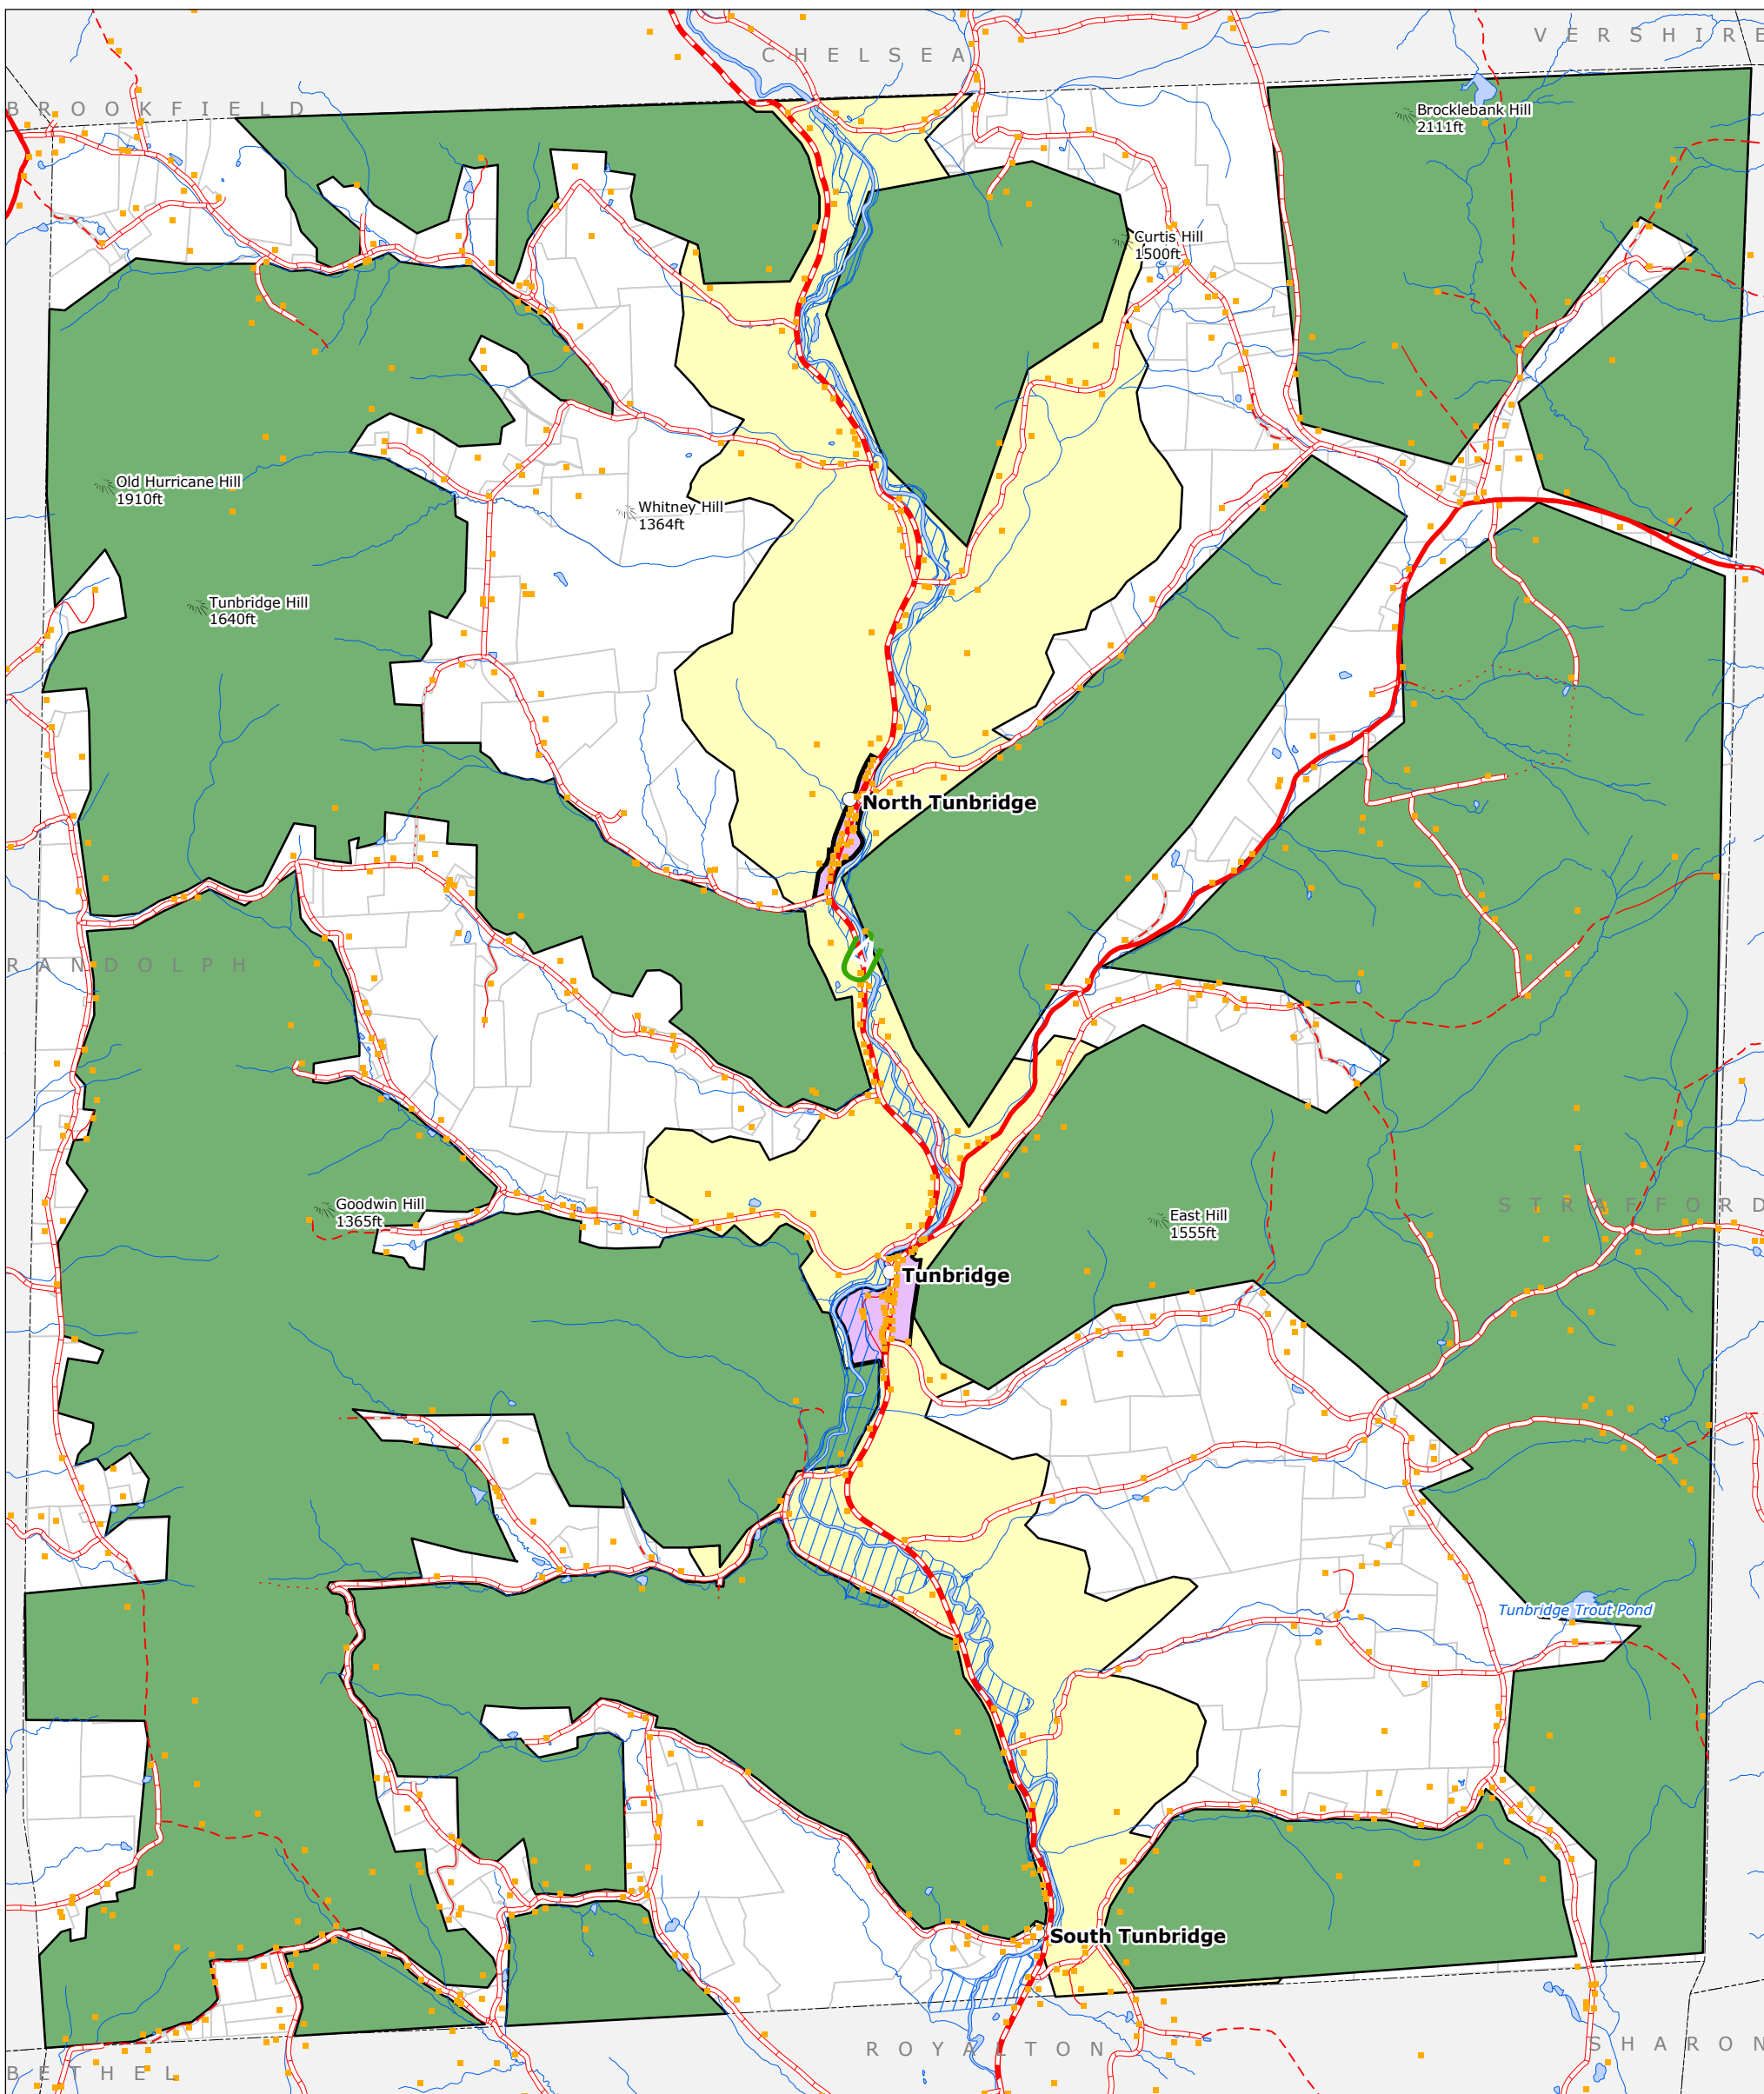 VERSHIRE
CHELSEA
BROOKFIELD
Brocklebank Hill
2111ft
Curtis Hill
1500ft
Old Hurricane Hill
1910ft
Whitney Hill
1364ft
Tunbridge Hill
1640ft
North Tunbridge
RANDOLPH
Goodwin Hill
1365ft
STRAFFORD
East Hill
1555ft
Tunbridge
Tunbridge Trout Pond
South Tunbridge
ROYALTON
SHARON
BETHEL